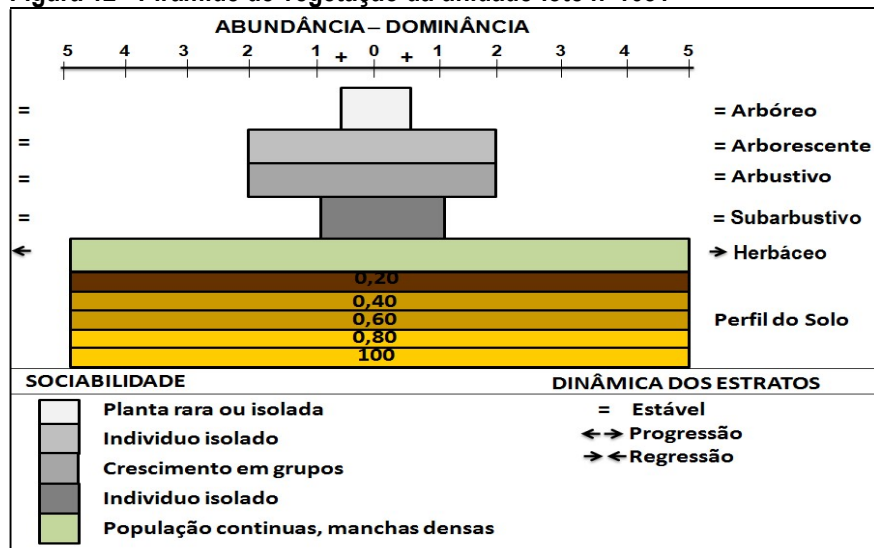 ABUNDÂNCIA – DOMINÂNCIA
5 4 3 2 1 + 0 + 1 2 3 4 5
= = Arbóreo
= = Arborescente
= = Arbustivo
= = Subarbustivo
← → Herbáceo
0,20
0,40
0,60
0,80
100
Perfil do Solo
SOCIABILIDADE
Planta rara ou isolada
Individuo isolado
Crescimento em grupos
Individuo isolado
População continuas, manchas densas
DINÂMICA DOS ESTRATOS
= Estável
←→ Progressão
→← Regressão